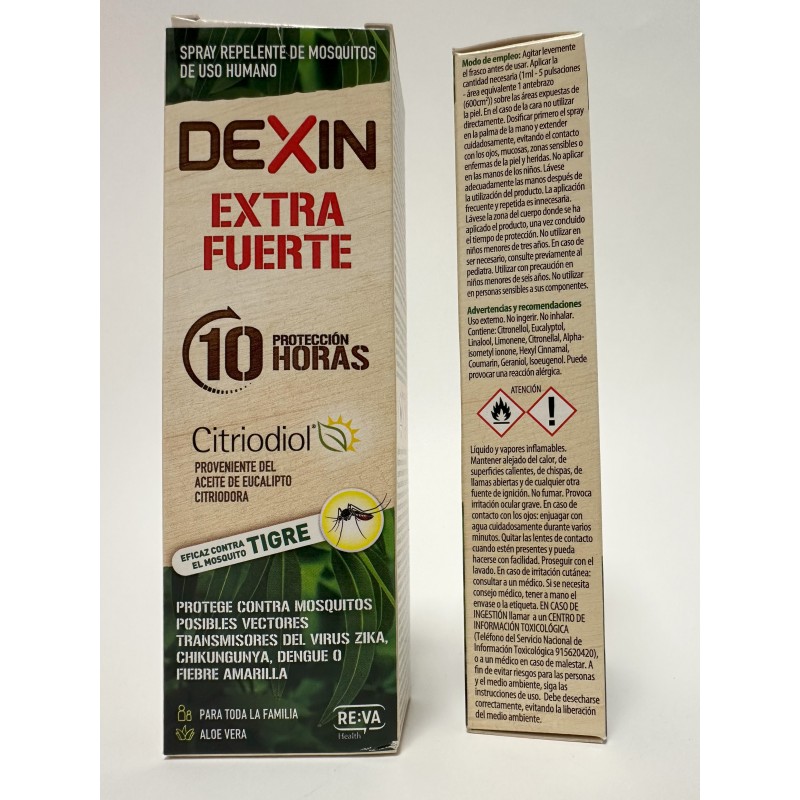 SPRAY REPELENTE DE MOSQUITOS
DE USO HUMANO
DEXIN
EXTRA
FUERTE
10
PROTECCIÓN
HORAS
Citriodiol®
PROVENIENTE DEL
ACEITE DE EUCALIPTO
CITRIODORA
EFICAZ CONTRA
EL MOSQUITO TIGRE
PROTEGE CONTRA MOSQUITOS
POSIBLES VECTORES
TRANSMISORES DEL VIRUS ZIKA,
CHIKUNGUNYA, DENGUE O
FIEBRE AMARILLA
PARA TODA LA FAMILIA
ALOE VERA
RE:VA
Health
Modo de empleo: Agitar levemente
el frasco antes de usar. Aplicar la
cantidad necesaria (1ml - 5 pulsaciones
- área equivalente 1 antebrazo
(600cm²)) sobre las áreas expuestas de
la piel. En el caso de la cara no utilizar
directamente. Dosificar primero el spray
en la palma de la mano y extender
cuidadosamente, evitando el contacto
con los ojos, mucosas, zonas sensibles o
enfermas de la piel y heridas. No aplicar
en las manos de los niños. Lávese
adecuadamente las manos después de
la utilización del producto. La aplicación
frecuente y repetida es innecesaria.
Lávese la zona del cuerpo donde se ha
aplicado el producto, una vez concluido
el tiempo de protección. No utilizar en
niños menores de tres años. En caso de
ser necesario, consulte previamente al
pediatra. Utilizar con precaución en
niños menores de seis años. No utilizar
en personas sensibles a sus componentes.
Advertencias y recomendaciones
Uso externo. No ingerir. No inhalar.
Contiene: Citronellol, Eucalyptol,
Linalool, Limonene, Citronellal, Alpha-
isometyl ionone, Hexyl Cinnamal,
Coumarin, Geraniol, Isoeugenol. Puede
provocar una reacción alérgica.
ATENCIÓN
Líquido y vapores inflamables.
Mantener alejado del calor, de
superficies calientes, de chispas, de
llamas abiertas y de cualquier otra
fuente de ignición. No fumar. Provoca
irritación ocular grave. En caso de
contacto con los ojos: enjuagar con
agua cuidadosamente durante varios
minutos. Quitar las lentes de contacto
cuando estén presentes y pueda
hacerse con facilidad. Proseguir con el
lavado. En caso de irritación cutánea:
consultar a un médico. Si se necesita
consejo médico, tener a mano el
envase o la etiqueta. EN CASO DE
INGESTIÓN llamar a un CENTRO DE
INFORMACIÓN TOXICOLÓGICA
(Teléfono del Servicio Nacional de
Información Toxicológica 915620420),
o a un médico en caso de malestar. A
fin de evitar riesgos para las personas
y el medio ambiente, siga las
instrucciones de uso. Debe desecharse
correctamente, evitando la liberación
del medio ambiente.